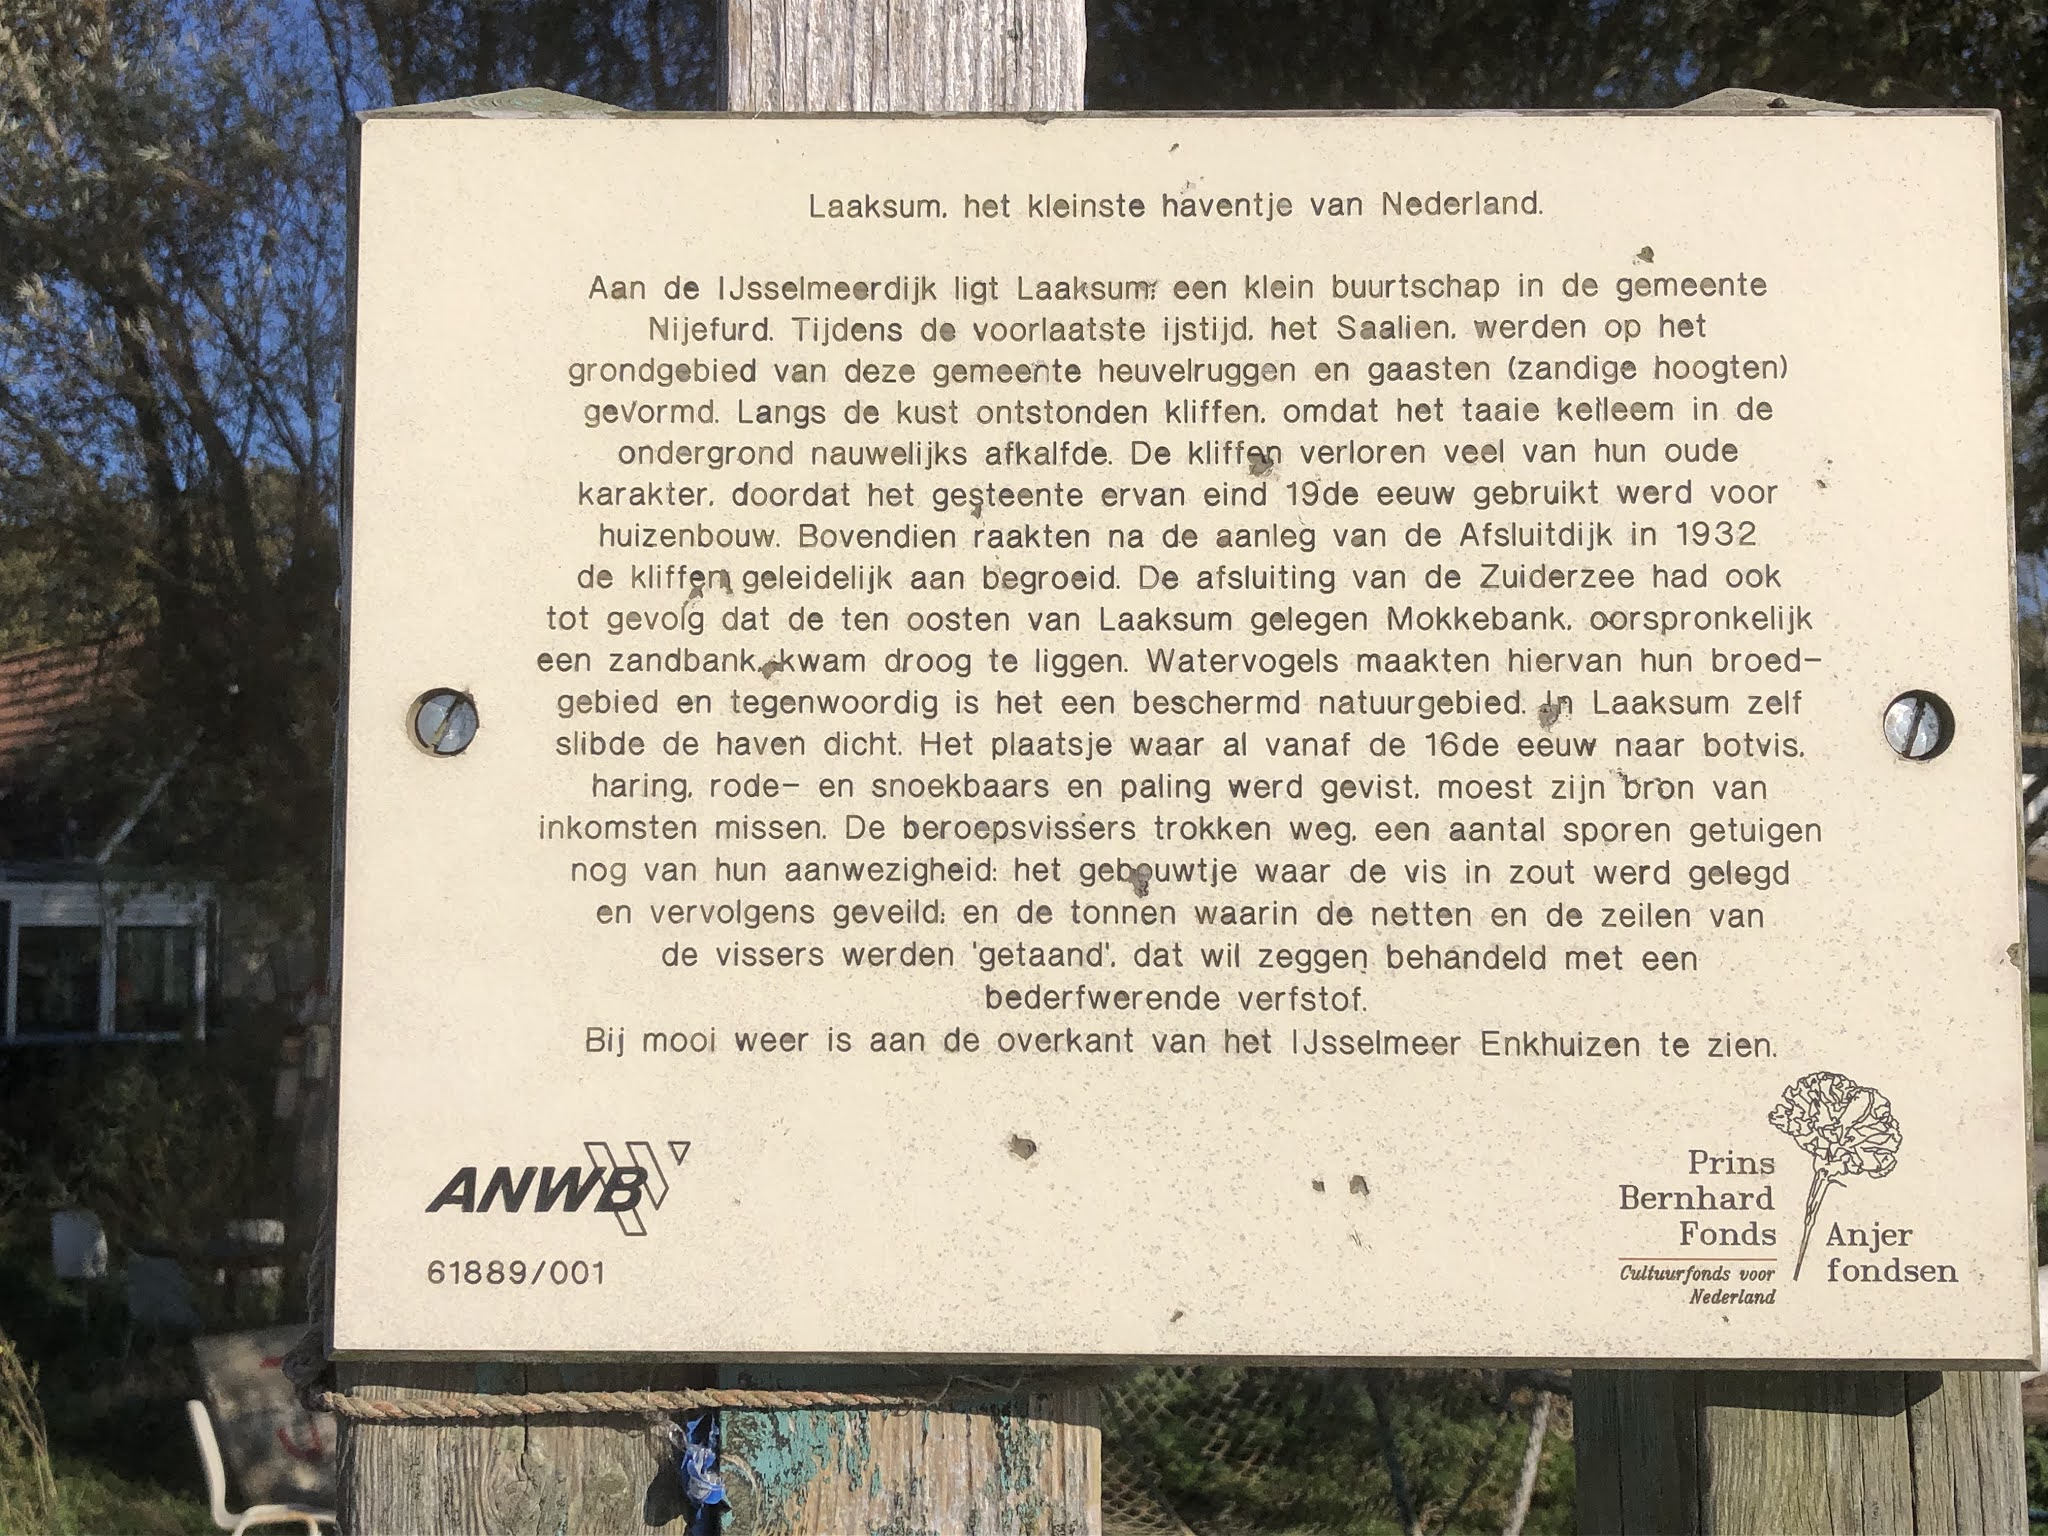 Laaksum, het kleinste haventje van Nederland.
Aan de IJsselmeerdijk ligt Laaksum; een klein buurtschap in de gemeente
Nijefurd. Tijdens de voorlaatste ijstijd, het Saalien, werden op het
grondgebied van deze gemeente heuvelruggen en gaasten (zandige hoogten)
gevormd. Langs de kust ontstonden kliffen, omdat het taaie keileem in de
ondergrond nauwelijks afkalfde. De kliffen verloren veel van hun oude
karakter, doordat het gesteente ervan eind 19de eeuw gebruikt werd voor
huizenbouw. Bovendien raakten na de aanleg van de Afsluitdijk in 1932
de kliffen geleidelijk aan begroeid. De afsluiting van de Zuiderzee had ook
tot gevolg dat de ten oosten van Laaksum gelegen Mokkebank, oorspronkelijk
een zandbank, kwam droog te liggen. Watervogels maakten hiervan hun broed-
gebied en tegenwoordig is het een beschermd natuurgebied. In Laaksum zelf
slibde de haven dicht. Het plaatsje waar al vanaf de 16de eeuw naar botvis,
haring, rode- en snoekbaars en paling werd gevist, moest zijn bron van
inkomsten missen. De beroepsvissers trokken weg, een aantal sporen getuigen
nog van hun aanwezigheid: het gebouwtje waar de vis in zout werd gelegd
en vervolgens geveild; en de tonnen waarin de netten en de zeilen van
de vissers werden 'getaand', dat wil zeggen behandeld met een
bederfwerende verfstof.
Bij mooi weer is aan de overkant van het IJsselmeer Enkhuizen te zien.
ANWB
61889/001
Prins
Bernhard
Fonds
Cultuurfonds voor
Nederland
Anjer
fondsen